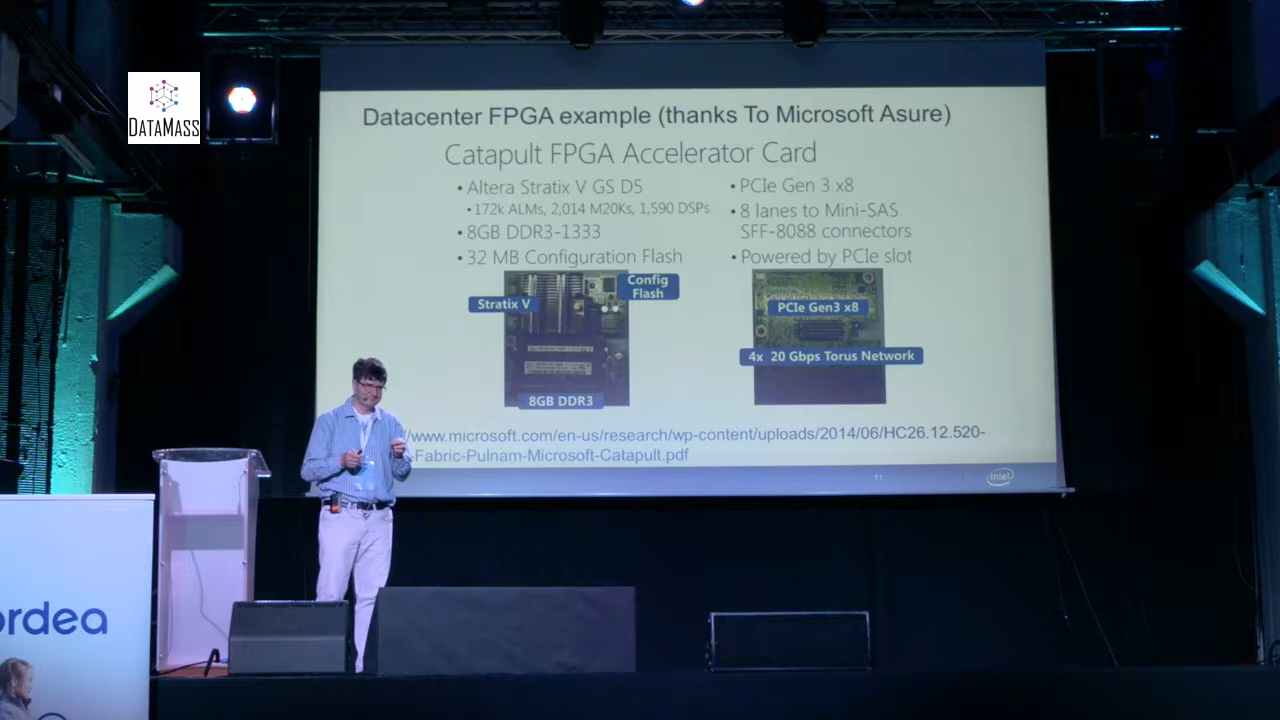 DATAMASS
Datacenter FPGA example (thanks To Microsoft Asure)
Catapult FPGA Accelerator Card
• Altera Stratix V GS D5
• 172k ALMs, 2,014 M20Ks, 1,590 DSPs
• 8GB DDR3-1333
• 32 MB Configuration Flash
• PCIe Gen 3 x8
• 8 lanes to Mini-SAS
SFF-8088 connectors
• Powered by PCIe slot
Stratix V
Config
Flash
8GB DDR3
PCIe Gen3 x8
4x 20 Gbps Torus Network
/www.microsoft.com/en-us/research/wp-content/uploads/2014/06/HC26.12.520-
-Fabric-Pulnam-Microsoft-Catapult.pdf
11
intel
ordea